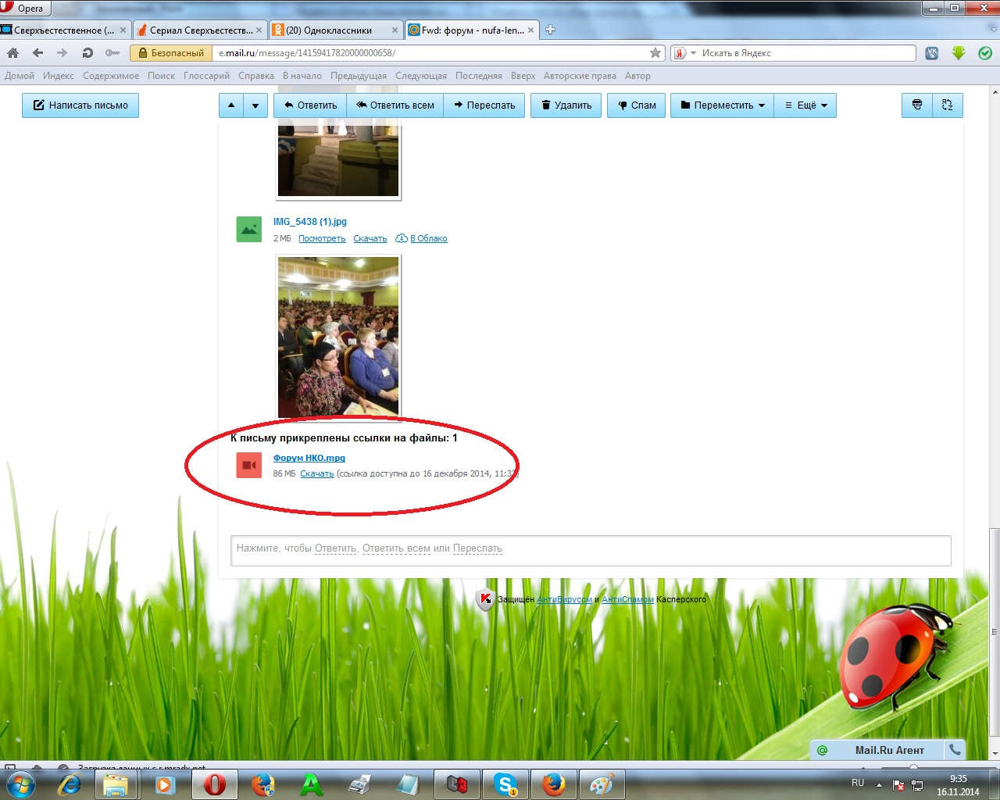 Opera
Сверхъестественное (...
Сериал Сверхъестеств...
(20) Одноклассники
Fwd: форум - nufa-len...
Безопасный
e.mail.ru/message/14159417820000000658/
Искать в Яндекс
Домой Индекс Содержимое Поиск Глоссарий Справка В начало Предыдущая Следующая Последняя Вверх Авторские права Автор
Написать письмо
Ответить
Ответить всем
Переслать
Удалить
Спам
Переместить
Ещё
IMG_5438 (1).jpg
2 МБ Посмотреть Скачать В Облако
К письму прикреплены ссылки на файлы: 1
Форум НКО.mpg
86 МБ Скачать (ссылка доступна до 16 декабря 2014, 11:
Нажмите, чтобы Ответить, Ответить всем или Переслать
Защищён АнтиВирусом и АнтиСпамом Касперского
Mail.Ru Агент
Загрузка данных с r.mradx.net
RU
9:35
16.11.2014